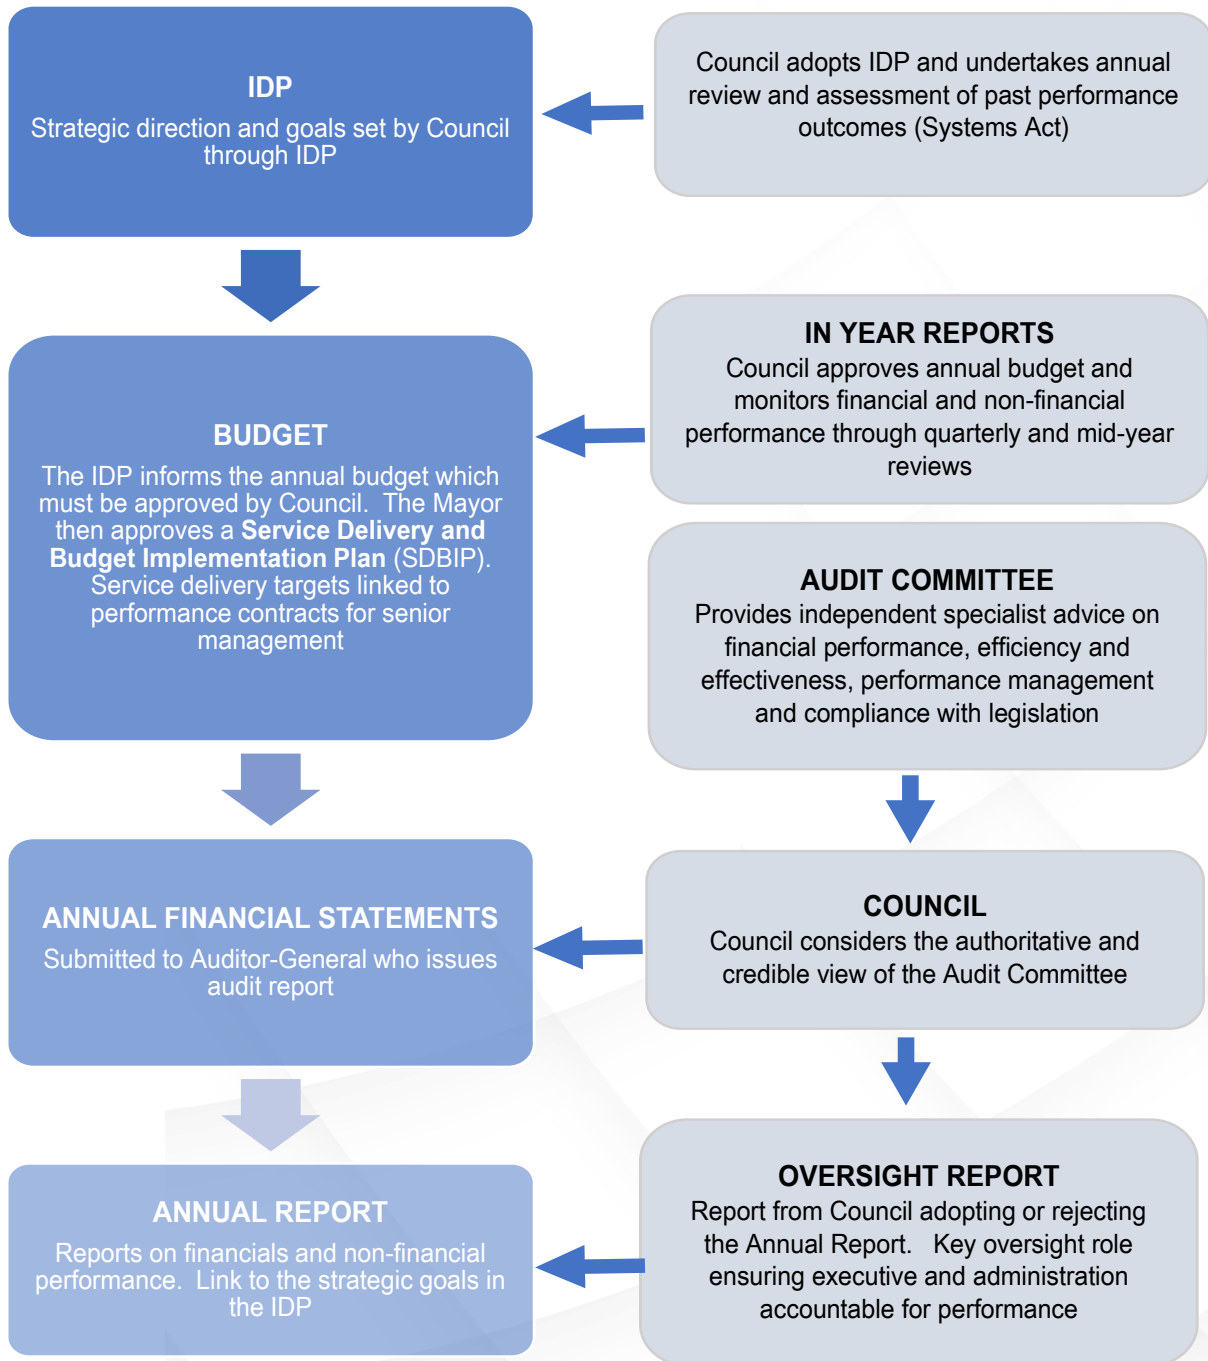 IDP
Strategic direction and goals set by Council
through IDP
Council adopts IDP and undertakes annual
review and assessment of past performance
outcomes (Systems Act)
BUDGET
The IDP informs the annual budget which
must be approved by Council.  The Mayor
then approves a Service Delivery and
Budget Implementation Plan (SDBIP).
Service delivery targets linked to
performance contracts for senior
management
IN YEAR REPORTS
Council approves annual budget and
monitors financial and non-financial
performance through quarterly and mid-year
reviews
AUDIT COMMITTEE
Provides independent specialist advice on
financial performance, efficiency and
effectiveness, performance management
and compliance with legislation
ANNUAL FINANCIAL STATEMENTS
Submitted to Auditor-General who issues
audit report
COUNCIL
Council considers the authoritative and
credible view of the Audit Committee
ANNUAL REPORT
Reports on financials and non-financial
performance.  Link to the strategic goals in
the IDP
OVERSIGHT REPORT
Report from Council adopting or rejecting
the Annual Report.   Key oversight role
ensuring executive and administration
accountable for performance